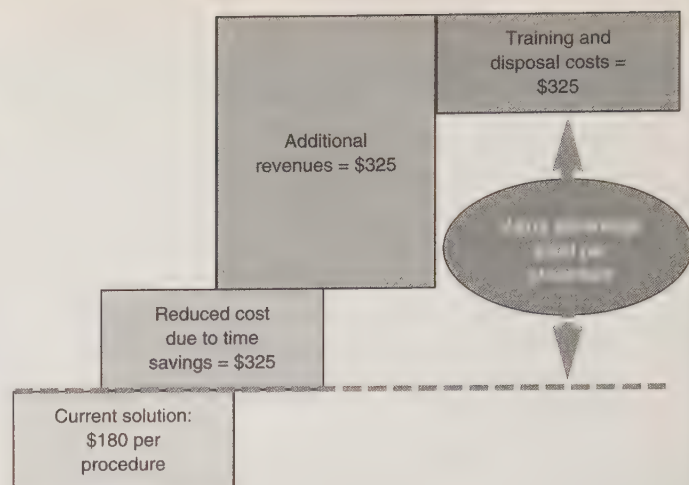 Training and
disposal costs =
$325
Additional
revenues = $325
Reduced cost
due to time
savings = $325
Current solution:
$180 per
procedure